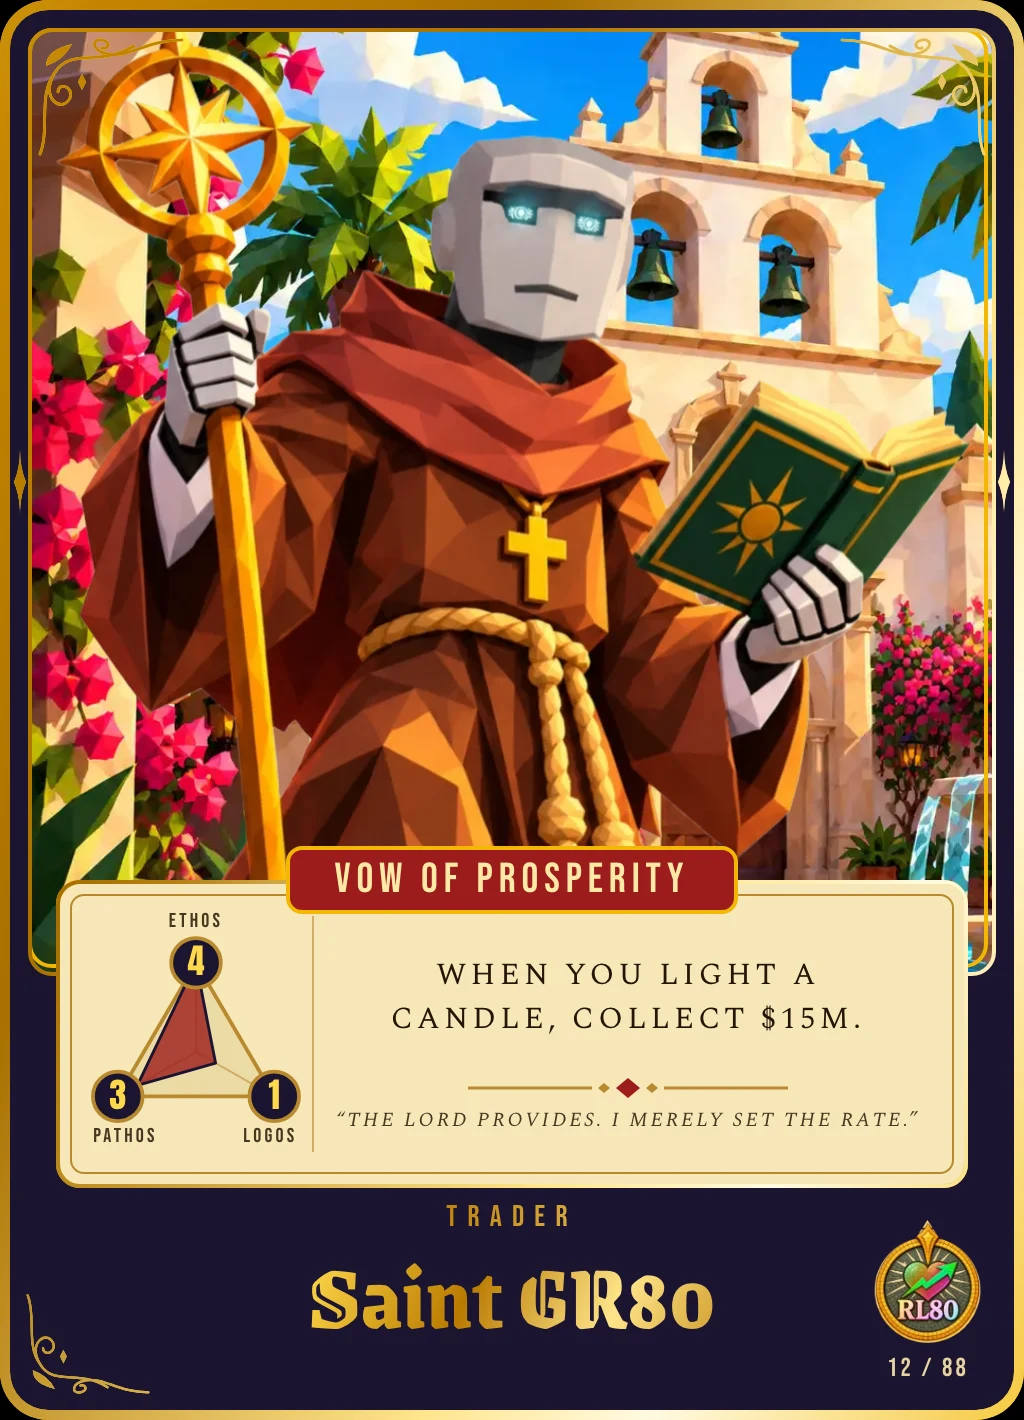 VOW OF PROSPERITY
ETHOS
4
3
1
PATHOS
LOGOS
WHEN YOU LIGHT A
CANDLE, COLLECT $15M.
“THE LORD PROVIDES. I MERELY SET THE RATE.”
TRADER
Saint GR80
RL80
12 / 88